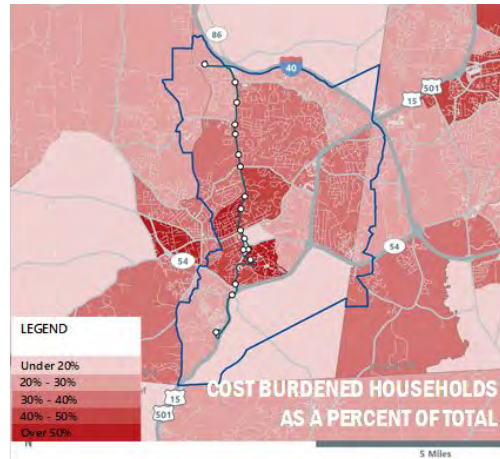 86
40
501
15
54
54
LEGEND
Under 20%
20% - 30%
30% - 40%
40% - 50%
Over 50%
COST BURDENED HOUSEHOLDS
AS A PERCENT OF TOTAL
15
501
N
5 Miles